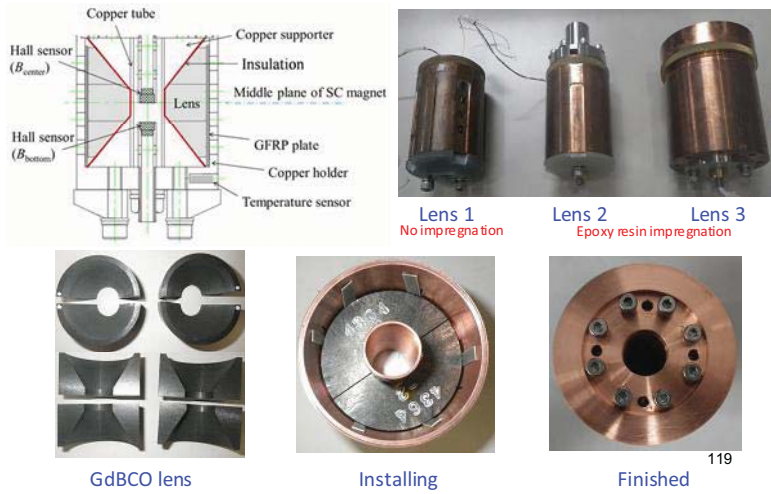 Copper tube
Copper supporter
Hall sensor
(Bcenter)
Insulation
Lens
Middle plane of SC magnet
Hall sensor
(Bbottom)
GFRP plate
Copper holder
Temperature sensor
Lens 1
Lens 2
Lens 3
No impregnation
Epoxy resin impregnation
GdBCO lens
Installing
Finished
119